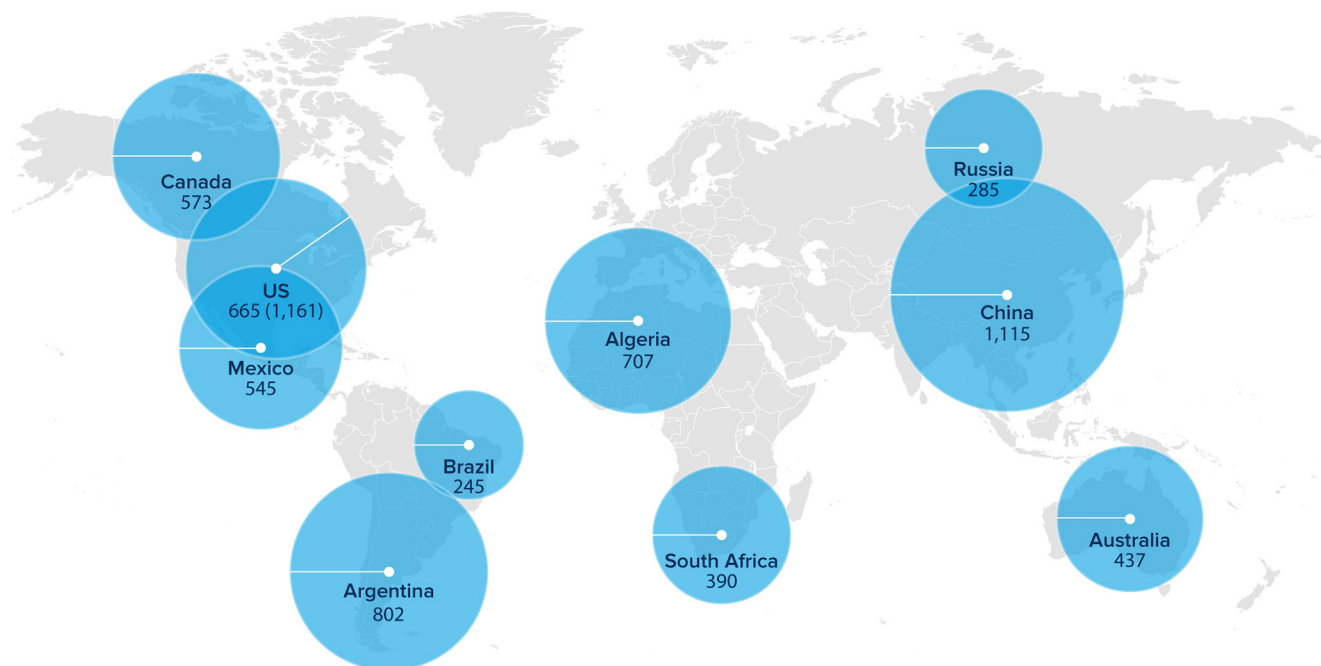 Canada
573
US
665 (1,161)
Mexico
545
Brazil
245
Argentina
802
Algeria
707
South Africa
390
Russia
285
China
1,115
Australia
437